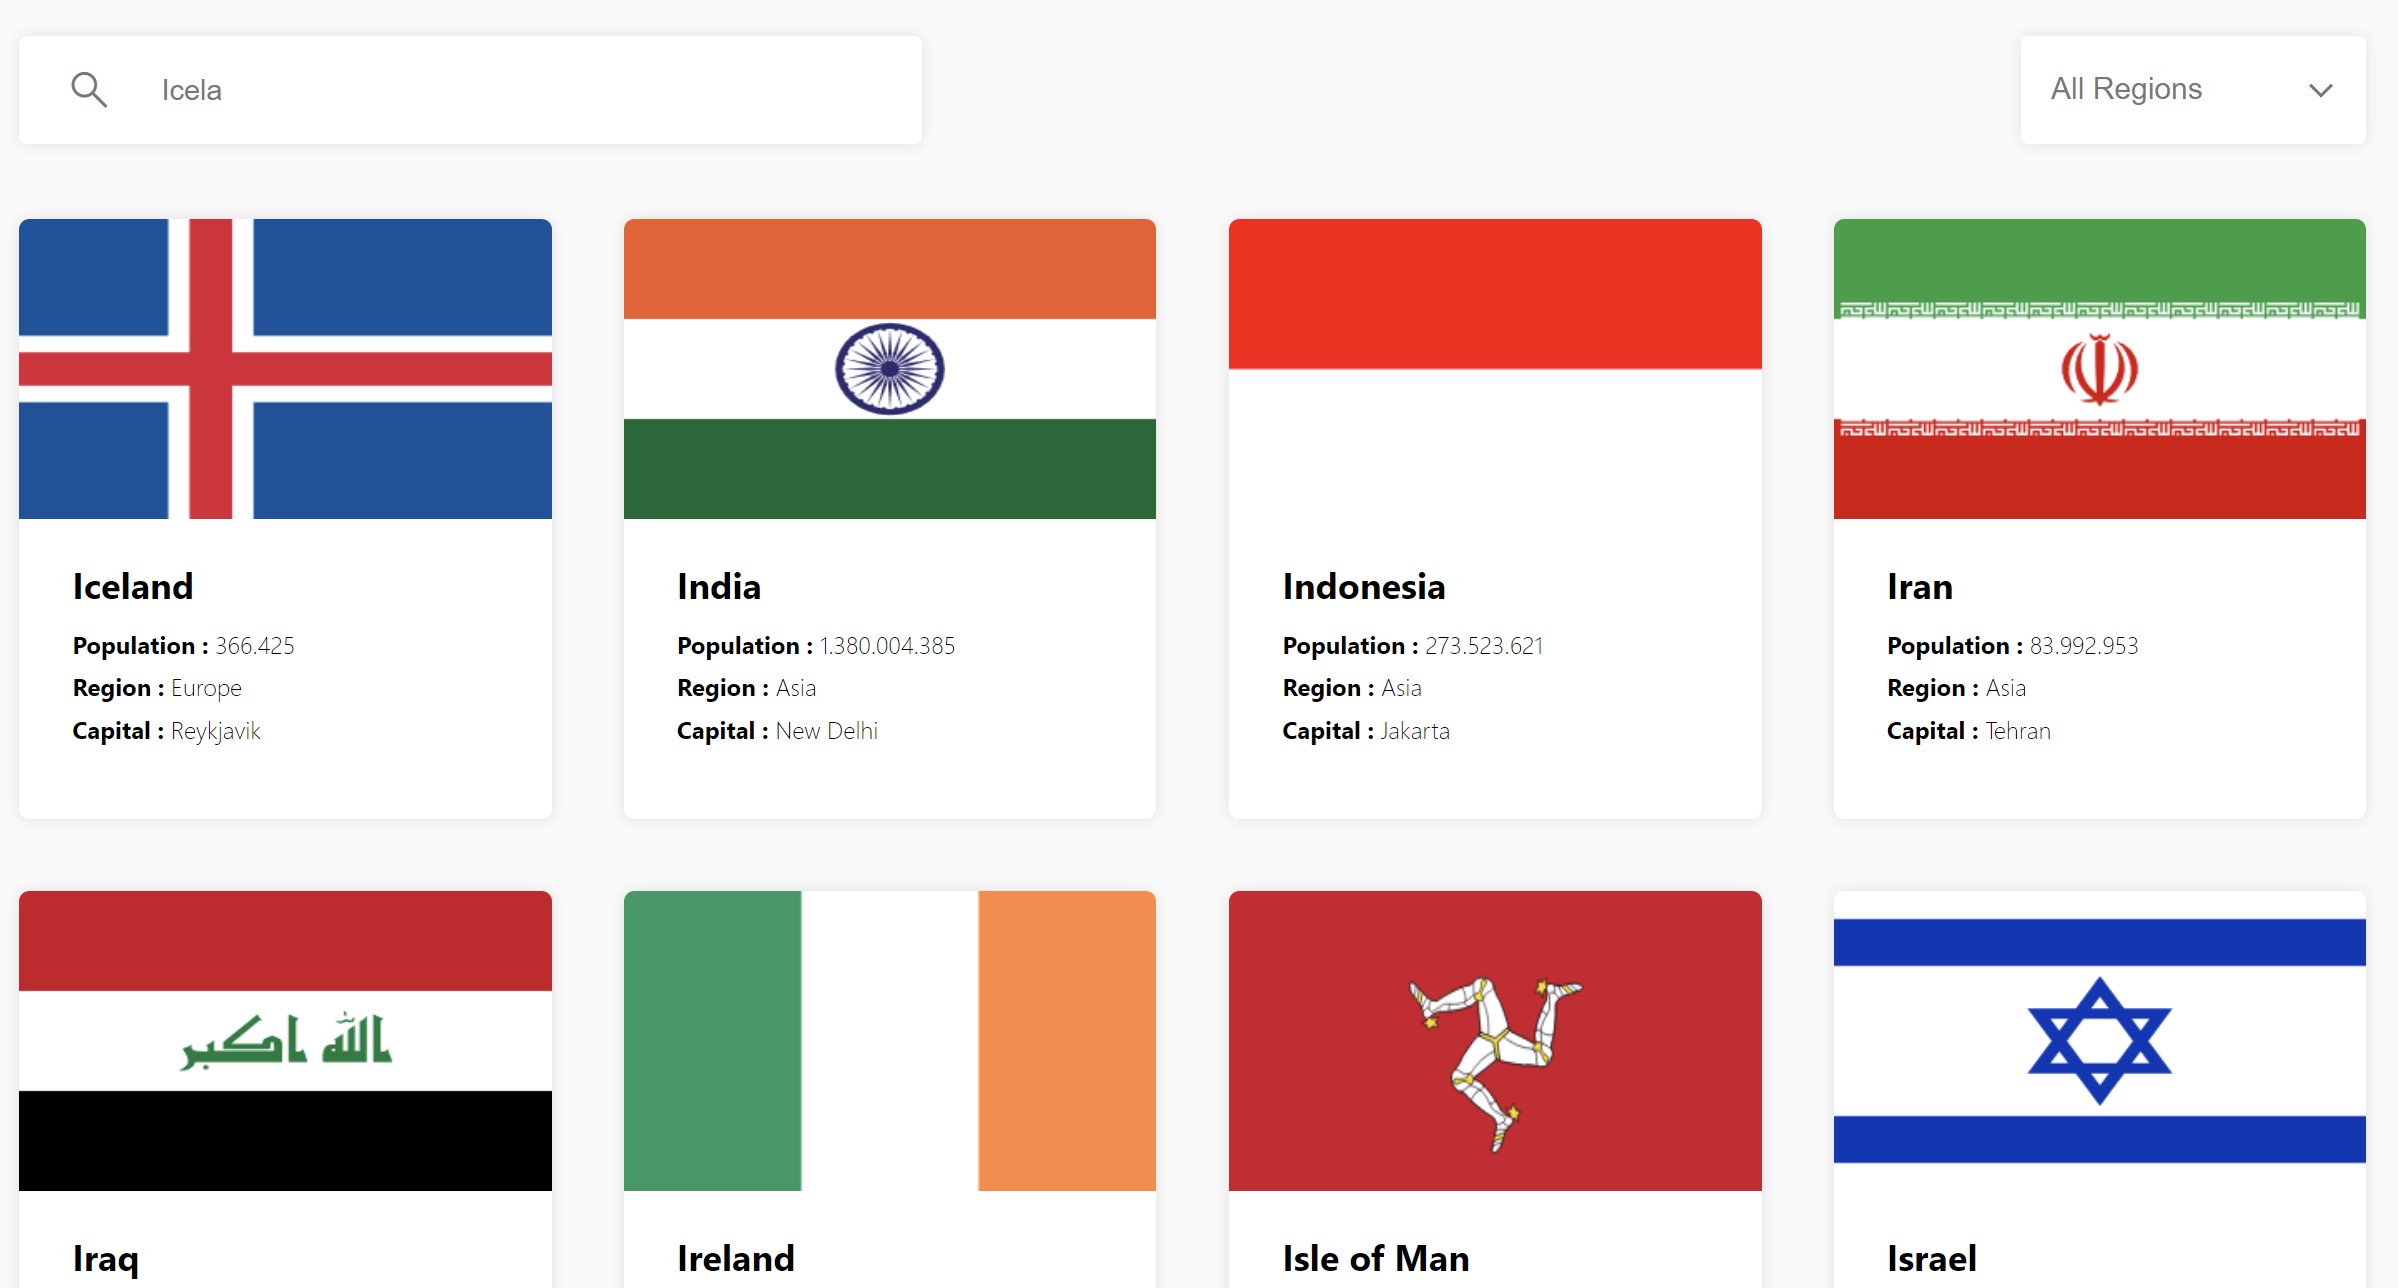 Icela
All Regions
Iceland
Population : 366.425
Region : Europe
Capital : Reykjavik
India
Population : 1.380.004.385
Region : Asia
Capital : New Delhi
Indonesia
Population : 273.523.621
Region : Asia
Capital : Jakarta
Iran
Population : 83.992.953
Region : Asia
Capital : Tehran
الله اكبر
Iraq
Ireland
Isle of Man
Israel